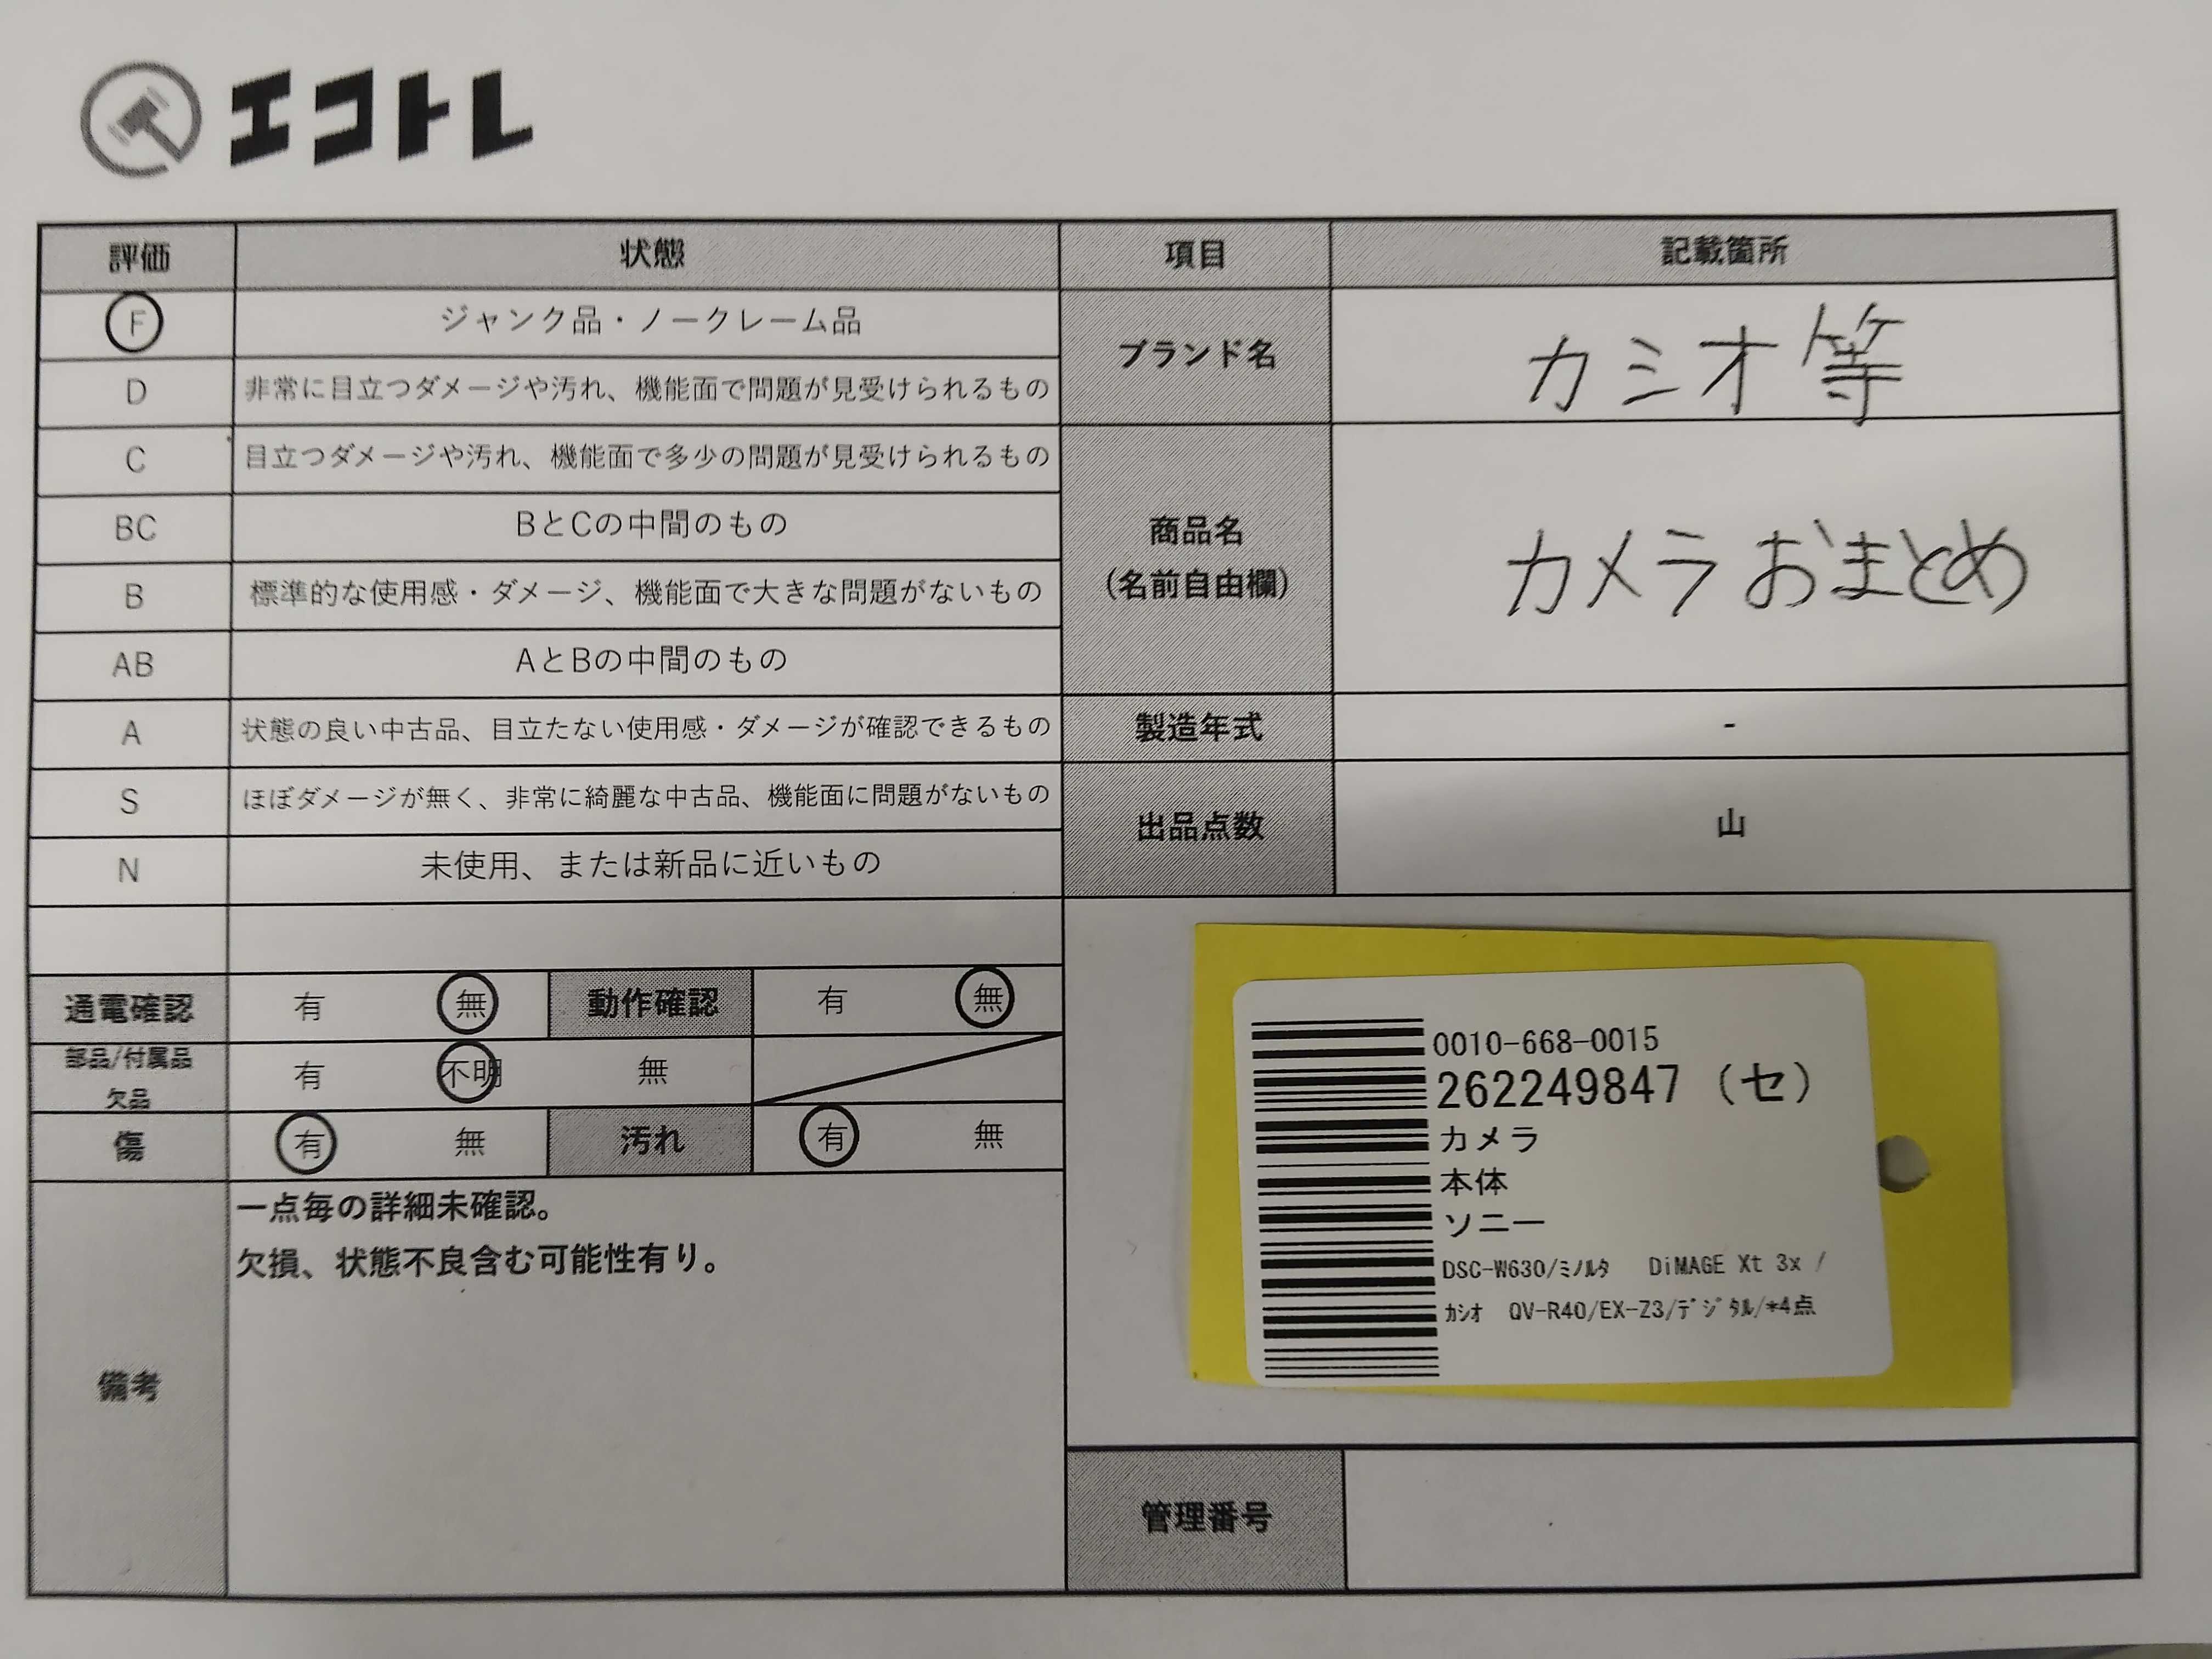 エコトレ
評価 状態 項目 記載箇所
F ジャンク品・ノークレーム品
D 非常に目立つダメージや汚れ、機能面で問題が見受けられるもの
C 目立つダメージや汚れ、機能面で多少の問題が見受けられるもの
BC BとCの中間のもの
B 標準的な使用感・ダメージ、機能面で大きな問題がないもの
AB AとBの中間のもの
A 状態の良い中古品、目立たない使用感・ダメージが確認できるもの
S ほぼダメージが無く、非常に綺麗な中古品、機能面に問題がないもの
N 未使用、または新品に近いもの
ブランド名 カシオ等
商品名
(名前自由欄)
カメラおまとめ
製造年式 -
出品点数 山
通電確認 有 無 動作確認 有 無
部品/付属品
欠品
有 不明 無
傷 有 無 汚れ 有 無
備考
一点毎の詳細未確認。
欠損、状態不良含む可能性有り。
0010-668-0015
262249847 (セ)
カメラ
本体
ソニー
DSC-W630/ﾐﾉﾙﾀ DiMAGE Xt 3x /
ｶｼｵ QV-R40/EX-Z3/ﾃﾞｼﾞﾀﾙ/*4点
管理番号